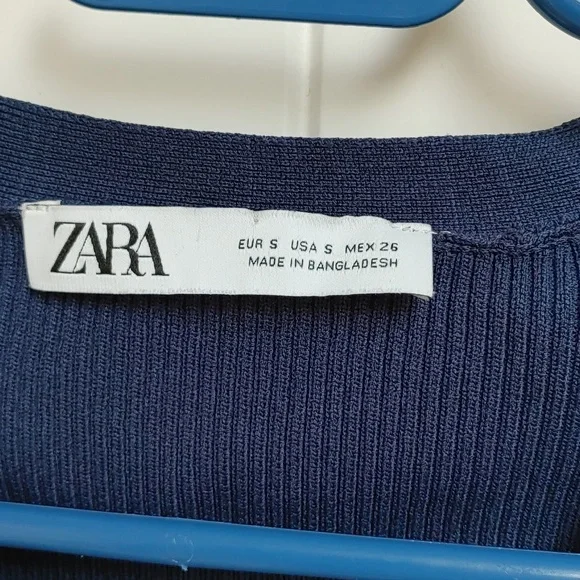 ZARA
EUR S USA S MEX 26
MADE IN BANGLADESH